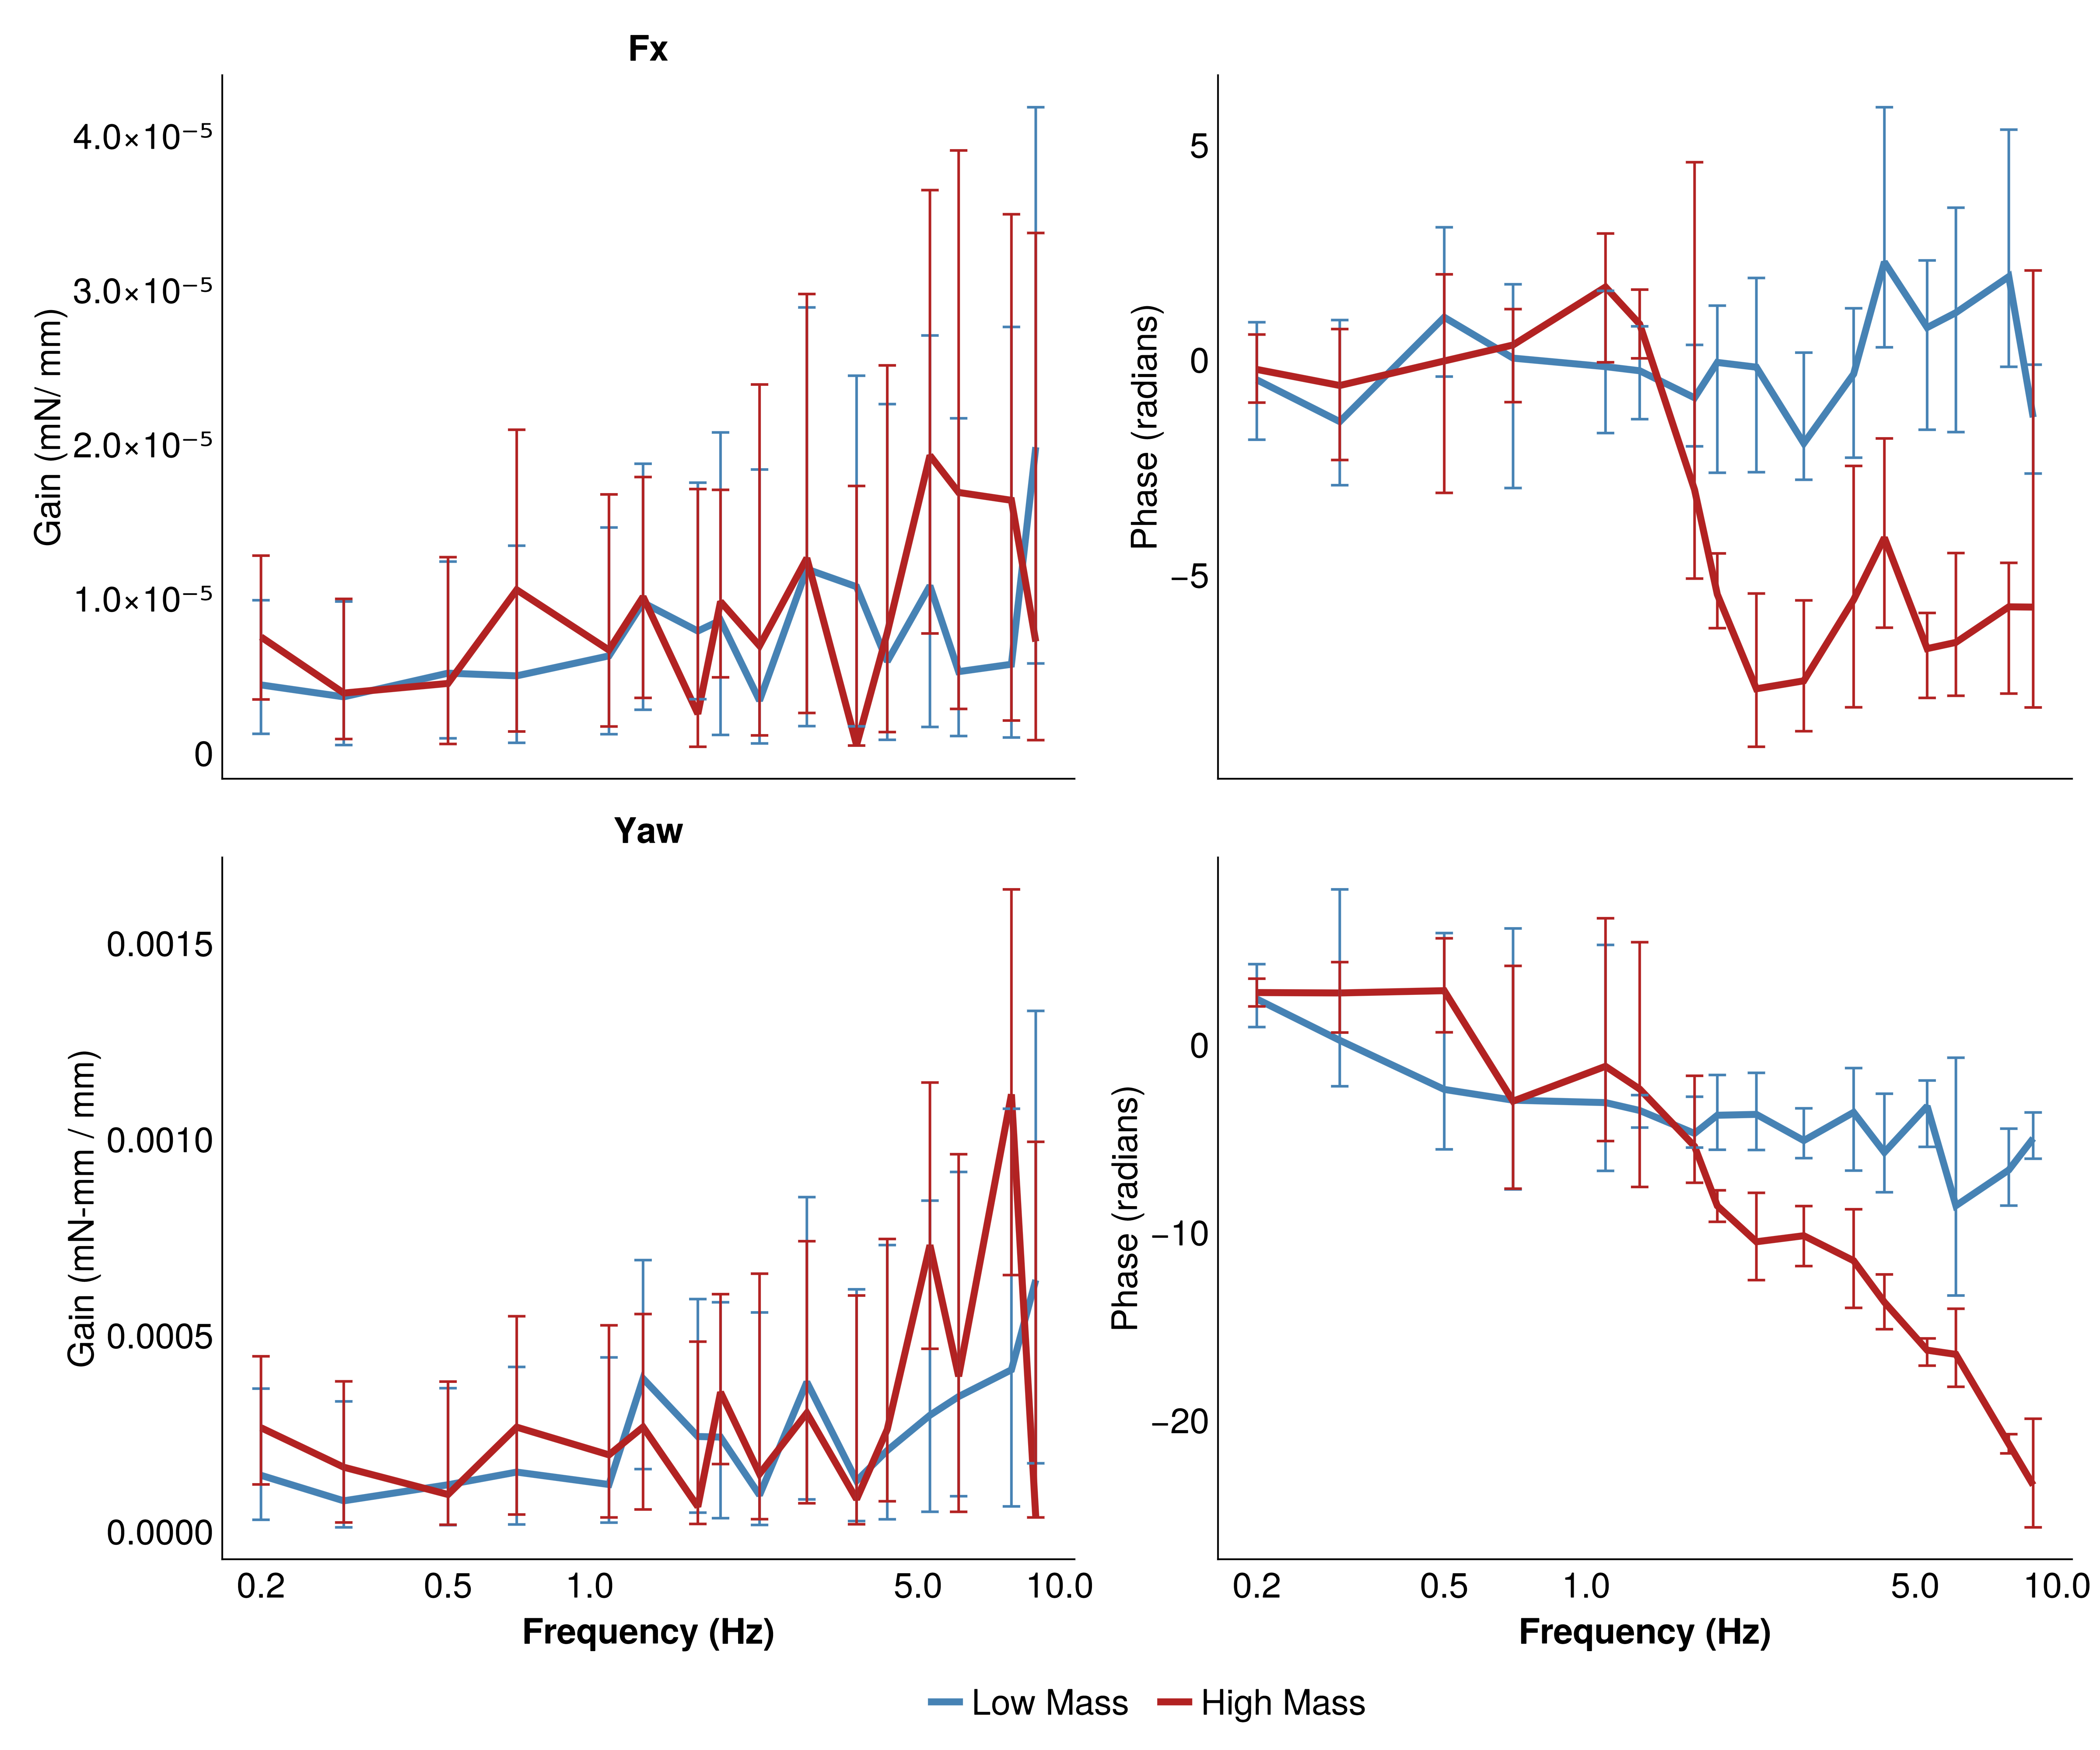 Fx
4.0×10⁻⁵
3.0×10⁻⁵
2.0×10⁻⁵
1.0×10⁻⁵
0
Gain (mN/ mm)
5
0
−5
Phase (radians)
Yaw
0.0015
0.0010
0.0005
0.0000
Gain (mN-mm / mm)
0.2 0.5 1.0 5.0 10.0
Frequency (Hz)
0
−10
−20
Phase (radians)
0.2 0.5 1.0 5.0 10.0
Frequency (Hz)
Low Mass High Mass